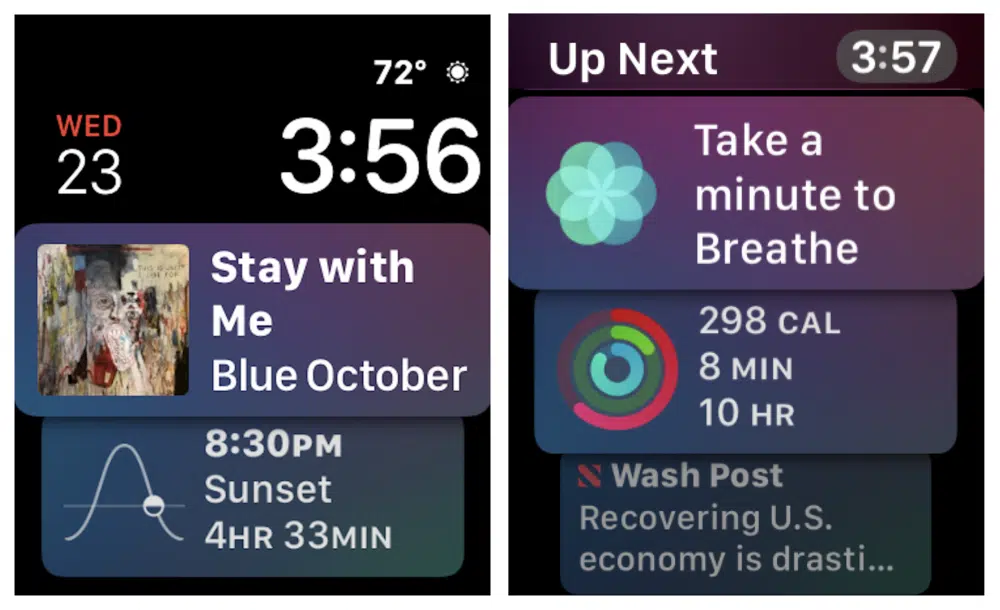 72°
WED
23
3:56
Stay with
Me
Blue October
8:30PM
Sunset
4HR 33MIN
Up Next
3:57
Take a
minute to
Breathe
298 CAL
8 MIN
10 HR
Wash Post
Recovering U.S.
economy is drasti...